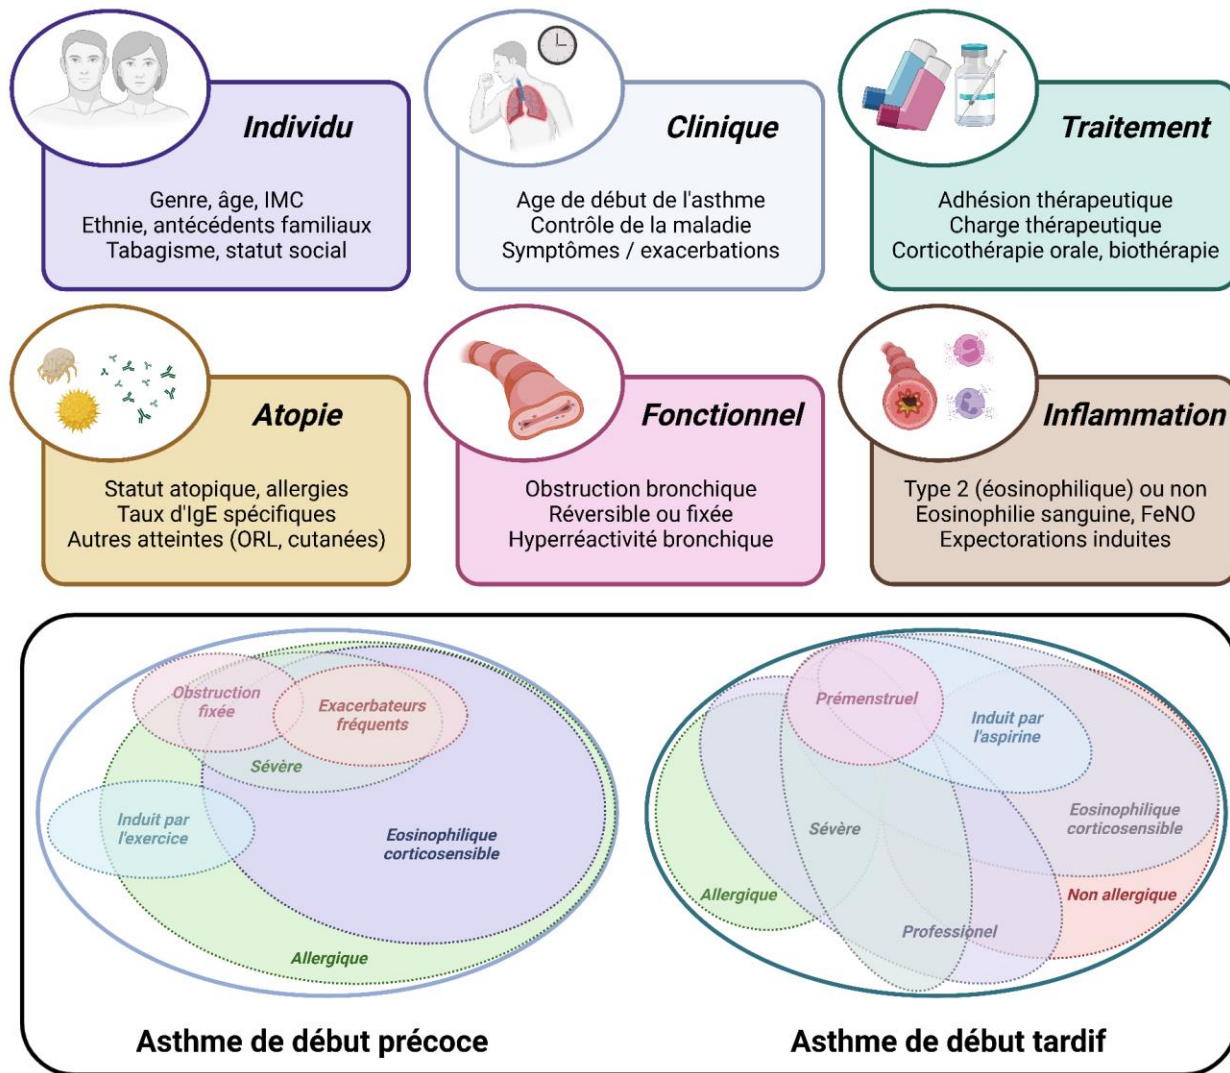 Individu
Genre, âge, IMC
Ethnie, antécédents familiaux
Tabagisme, statut social
Clinique
Age de début de l'asthme
Contrôle de la maladie
Symptômes / exacerbations
Traitement
Adhésion thérapeutique
Charge thérapeutique
Corticothérapie orale, biothérapie
Atopie
Statut atopique, allergies
Taux d'IgE spécifiques
Autres atteintes (ORL, cutanées)
Fonctionnel
Obstruction bronchique
Réversible ou fixée
Hyperréactivité bronchique
Inflammation
Type 2 (éosinophilique) ou non
Eosinophilie sanguine, FeNO
Expectorations induites
Obstruction
fixée
Exacerbateurs
fréquents
Sévère
Induit par
l'exercice
Eosinophilique
corticosensible
Allergique
Asthme de début précoce
Prémenstruel
Induit par
l'aspirine
Eosinophilique
corticosensible
Sévère
Allergique
Non allergique
Professionel
Asthme de début tardif